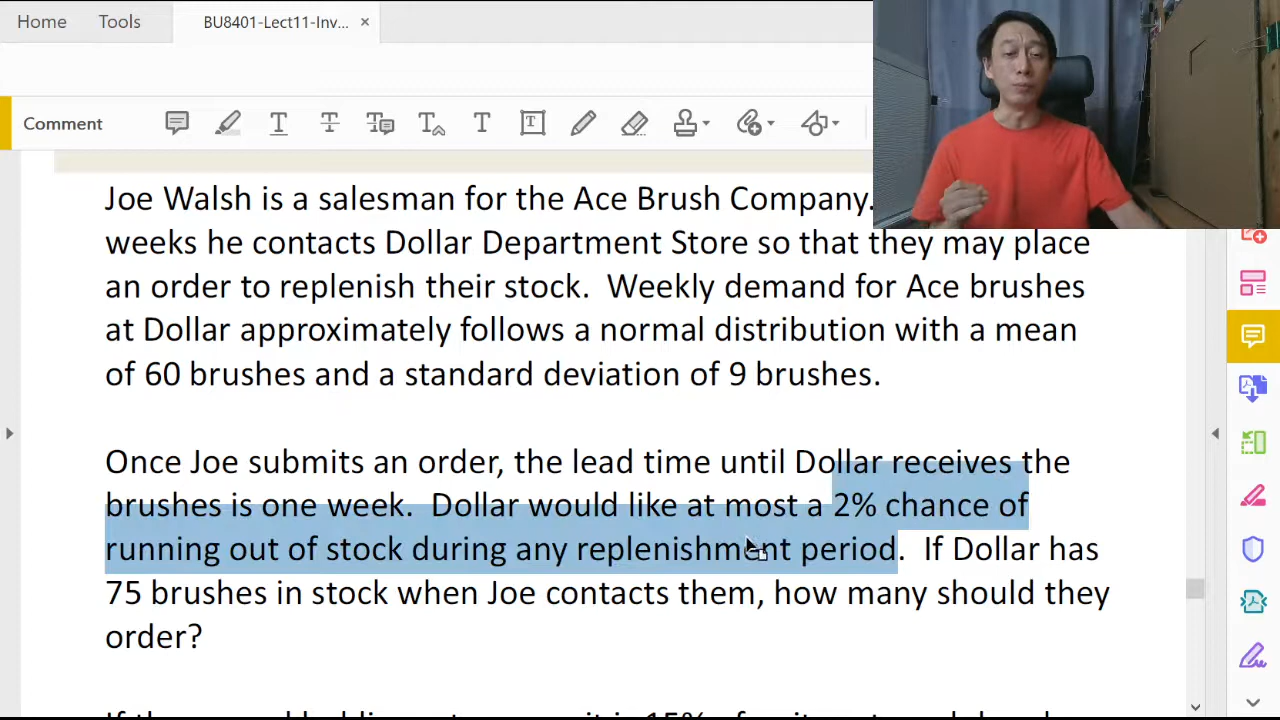 Home
Tools
BU8401-Lect11-Inv...
×
Comment
Joe Walsh is a salesman for the Ace Brush Company.
weeks he contacts Dollar Department Store so that they may place
an order to replenish their stock.  Weekly demand for Ace brushes
at Dollar approximately follows a normal distribution with a mean
of 60 brushes and a standard deviation of 9 brushes.
Once Joe submits an order, the lead time until Dollar receives the
brushes is one week.  Dollar would like at most a 2% chance of
running out of stock during any replenishment period.  If Dollar has
75 brushes in stock when Joe contacts them, how many should they
order?